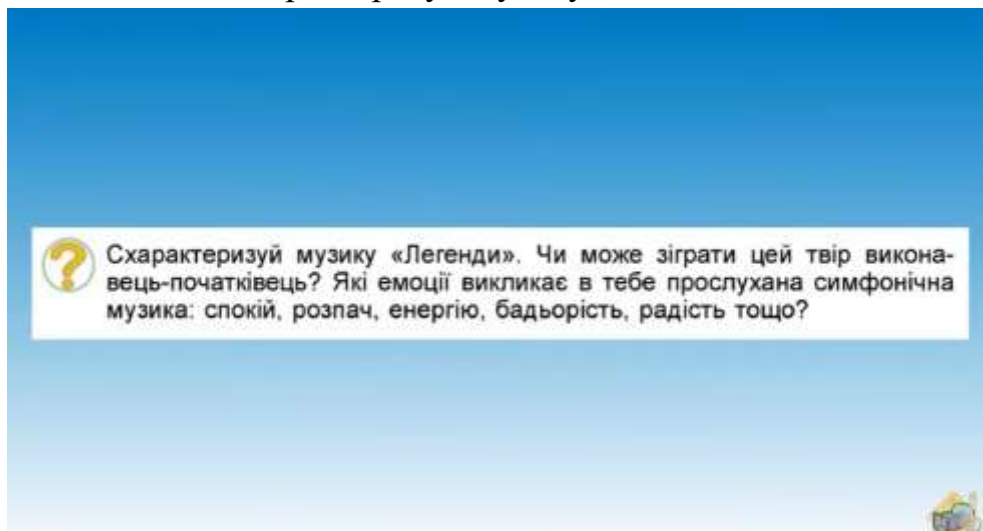 Схарактеризуй музику «Легенди». Чи може зіграти цей твір викона-
вець-початківець? Які емоції викликає в тебе прослухана симфонічна
музика: спокій, розпач, енергію, бадьорість, радість тощо?